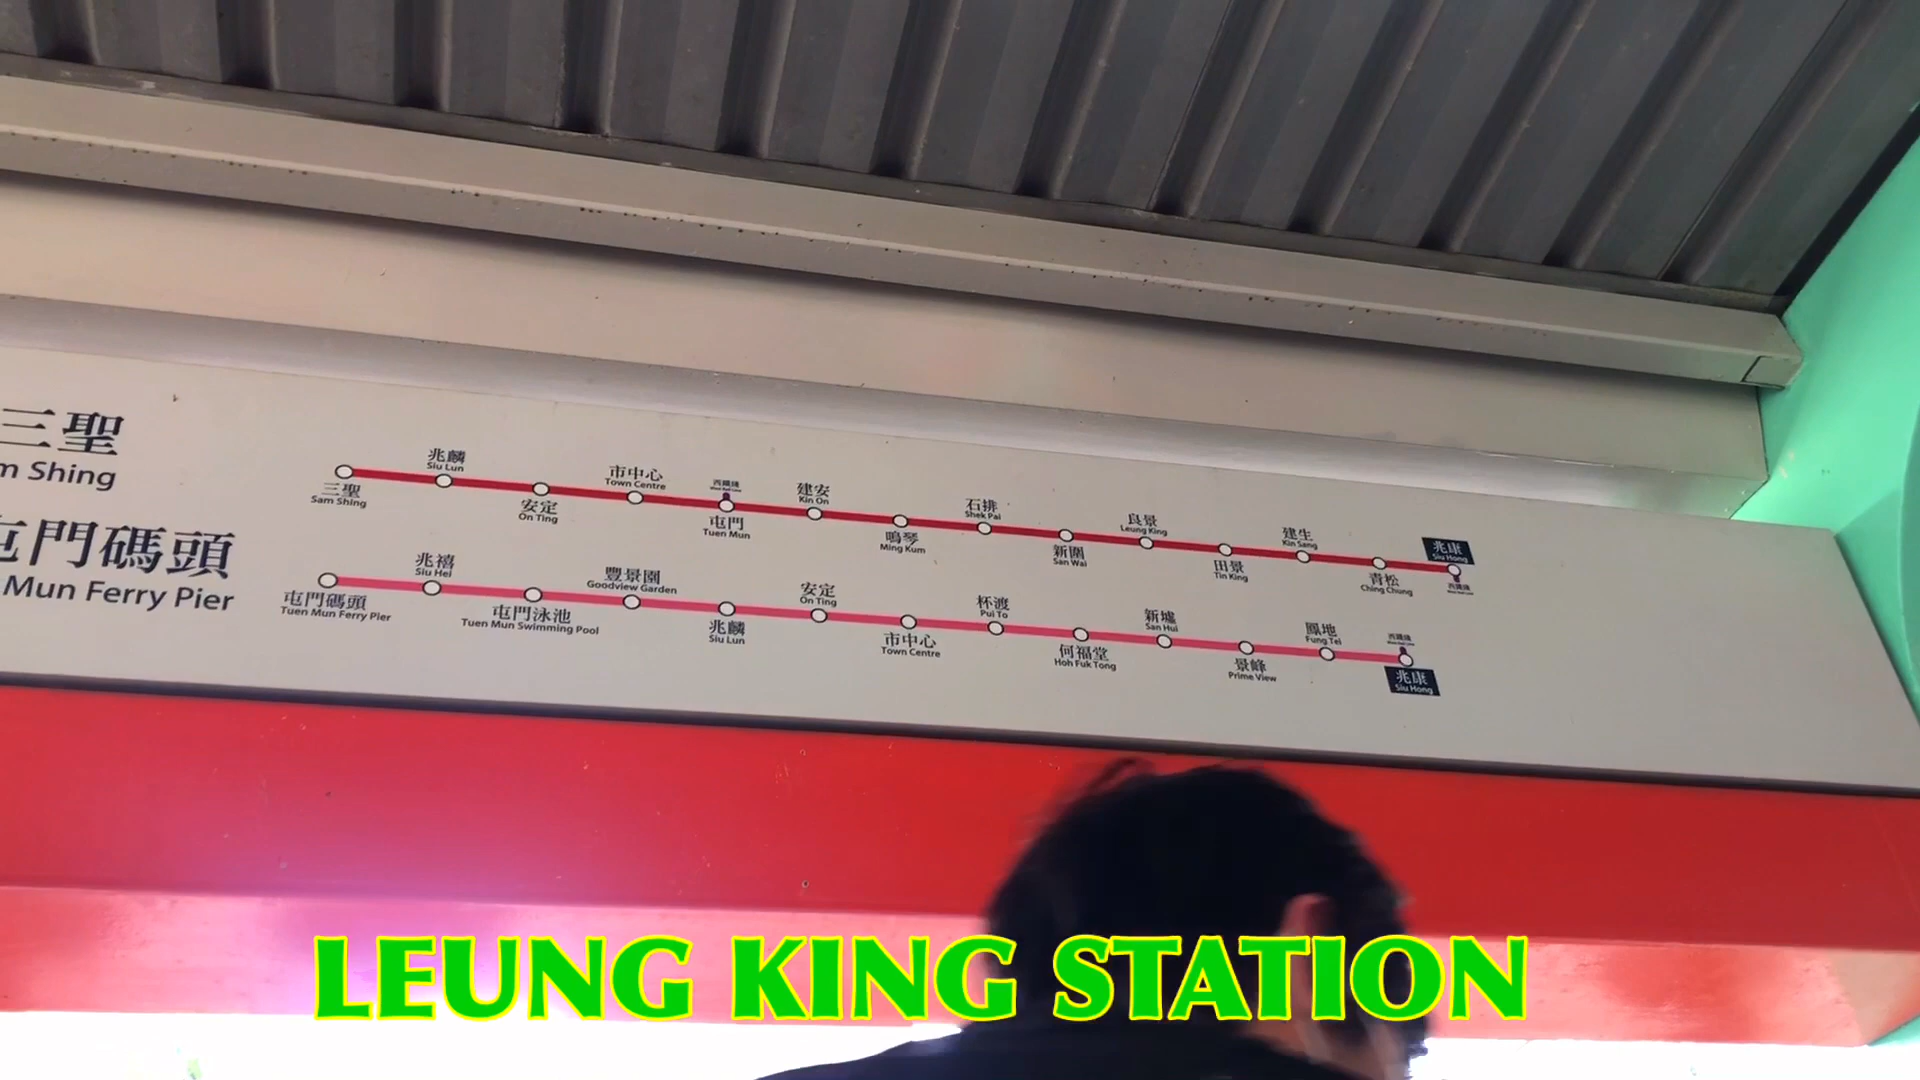 三聖
m Shing
屯門碼頭
Mun Ferry Pier
三聖
Sam Shing
兆麟
Siu Lun
安定
On Ting
市中心
Town Centre
西鐵綫
West Rail Line
屯門
Tuen Mun
建安
Kin On
鳴琴
Ming Kum
石排
Shek Pai
新圍
San Wai
良景
Leung King
田景
Tin King
建生
Kin Sang
青松
Ching Chung
兆康
Siu Hong
西鐵綫
屯門碼頭
Tuen Mun Ferry Pier
兆禧
Siu Hei
屯門泳池
Tuen Mun Swimming Pool
豐景園
Goodview Garden
兆麟
Siu Lun
安定
On Ting
市中心
Town Centre
杯渡
Pui To
何福堂
Hoh Fuk Tong
新墟
San Hui
景峰
Prime View
鳳地
Fung Tei
西鐵綫
兆康
Siu Hong
LEUNG KING STATION